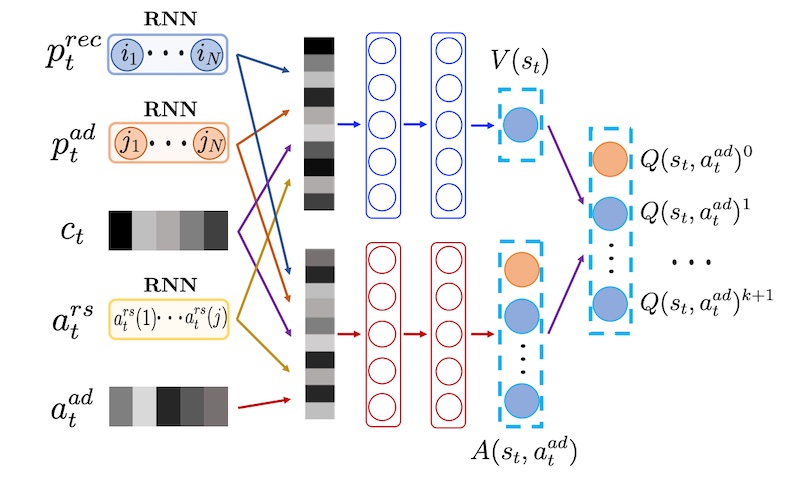 RNN
p_t^{rec} i_1 ··· i_N
RNN
p_t^{ad} j_1 ··· j_N
c_t
RNN
a_t^{rs} a_t^{rs}(1)···a_t^{rs}(j)
a_t^{ad}
V(s_t)
A(s_t, a_t^{ad})
Q(s_t, a_t^{ad})^0
Q(s_t, a_t^{ad})^1
···
Q(s_t, a_t^{ad})^{k+1}